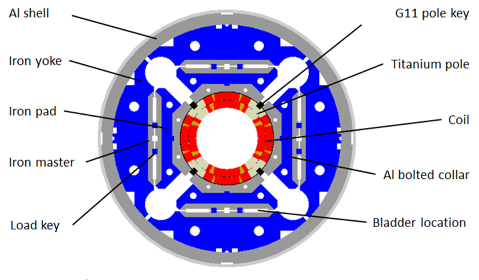 Al shell
G11 pole key
Iron yoke
Titanium pole
Iron pad
Coil
Iron master
Al bolted collar
Load key
Bladder location